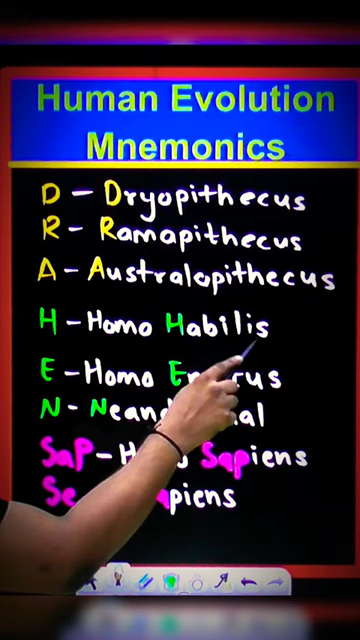 Human Evolution
Mnemonics
D - Dryopithecus
R - Ramapithecus
A - Australopithecus
H - Homo Habilis
E - Homo
N -
SaP - Sapiens